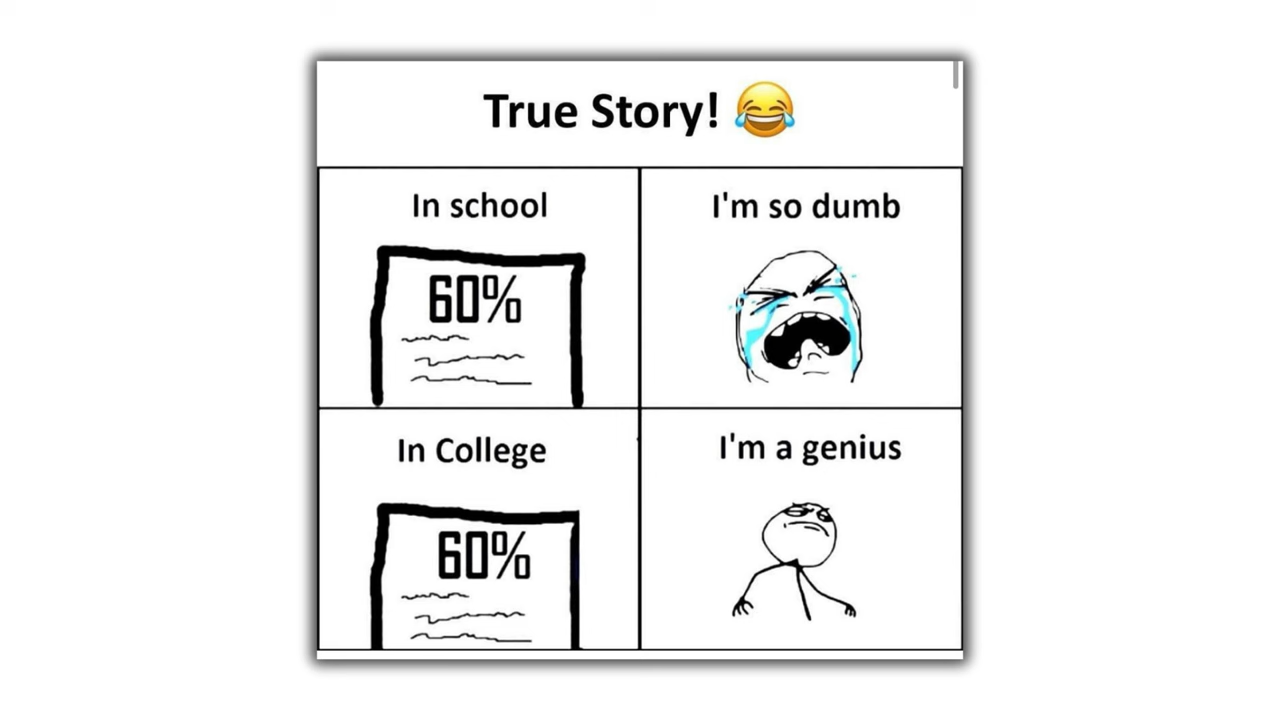 True Story! 😂
In school
I'm so dumb
60%
In College
I'm a genius
60%